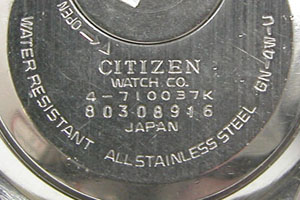 OPEN
CITIZEN
WATCH.CO.
4-710037K
80308916
JAPAN
WATER RESISTANT ALL STAINLESS STEEL GN-4W-U